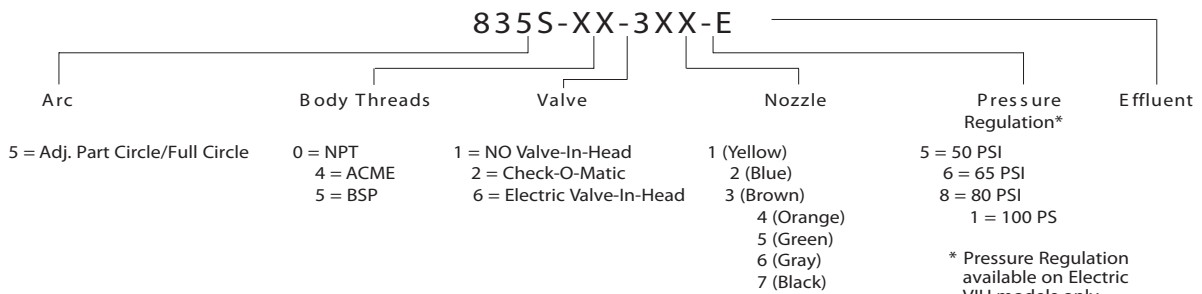 835S-XX-3XX-E
Arc
Body Threads
Valve
Nozzle
Pressure
Regulation*
Effluent
5 = Adj. Part Circle/Full Circle
0 = NPT
4 = ACME
5 = BSP
1 = NO Valve-In-Head
2 = Check-O-Matic
6 = Electric Valve-In-Head
1 (Yellow)
2 (Blue)
3 (Brown)
4 (Orange)
5 (Green)
6 (Gray)
7 (Black)
5 = 50 PSI
6 = 65 PSI
8 = 80 PSI
1 = 100 PS
* Pressure Regulation
available on Electric
VIH models only